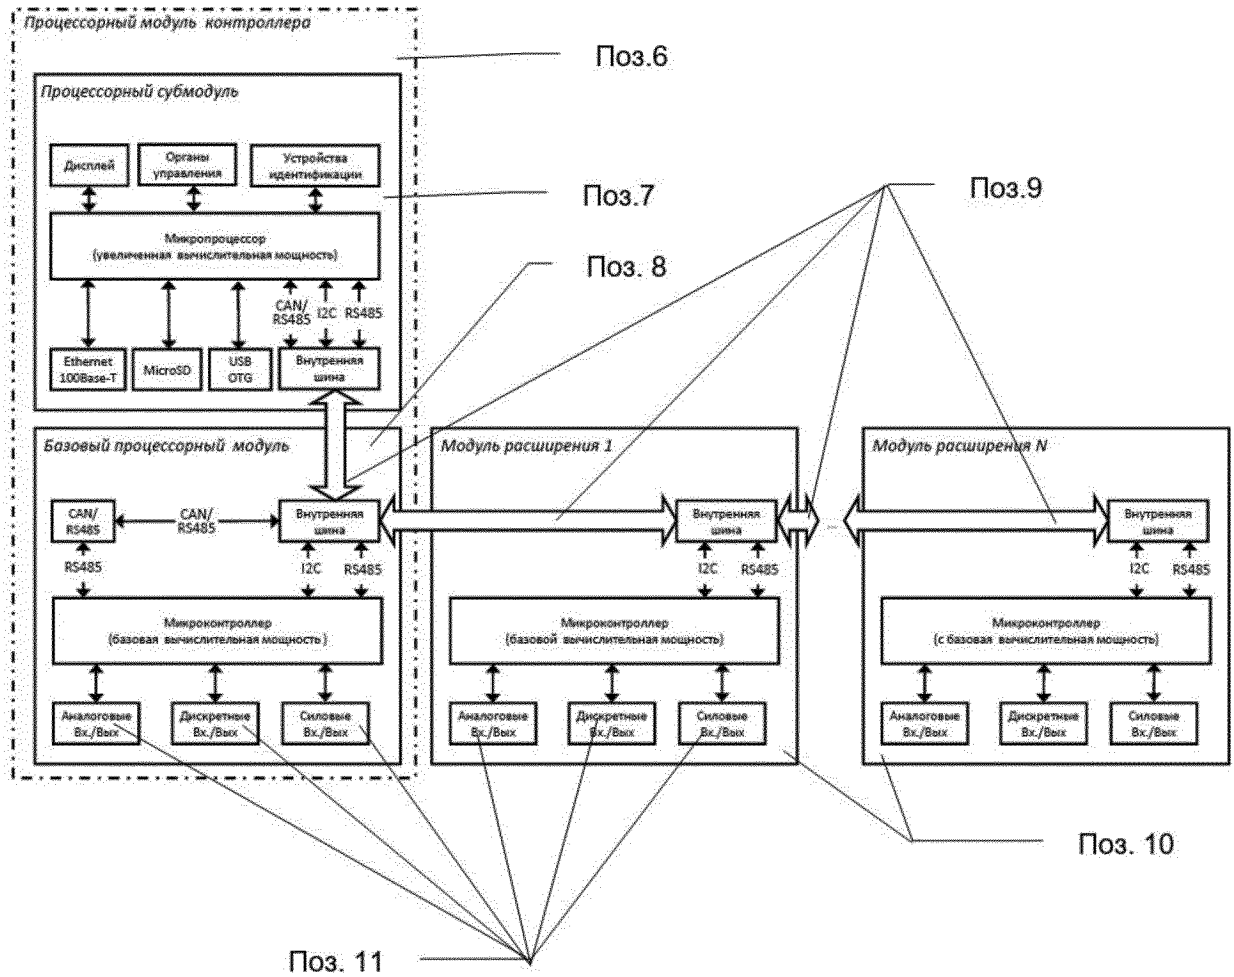 Процессорный модуль контроллера
Поз.6
Процессорный субмодуль
Дисплей
Органы
управления
Устройства
идентификации
Поз.7
Поз.9
Микропроцессор
(увеличенная вычислительная мощность)
Поз. 8
CAN/
RS485
I2C
RS485
Ethernet
100Base-T
MicroSD
USB
OTG
Внутренняя
шина
Базовый процессорный модуль
Модуль расширения 1
Модуль расширения N
CAN/
RS485
CAN/
RS485
Внутренняя
шина
Внутренняя
шина
...
Внутренняя
шина
RS485
I2C
RS485
I2C
RS485
I2C
RS485
Микроконтроллер
(базовая вычислительная мощность )
Микроконтроллер
(базовой вычислительная мощность)
Микроконтроллер
(с базовая вычислительная мощность)
Аналоговые
Вх./Вых
Дискретные
Вх./Вых
Силовые
Вх./Вых
Аналоговые
Вх./Вых
Дискретные
Вх./Вых
Силовые
Вх./Вых
Аналоговые
Вх./Вых
Дискретные
Вх./Вых
Силовые
Вх./Вых
Поз. 10
Поз. 11